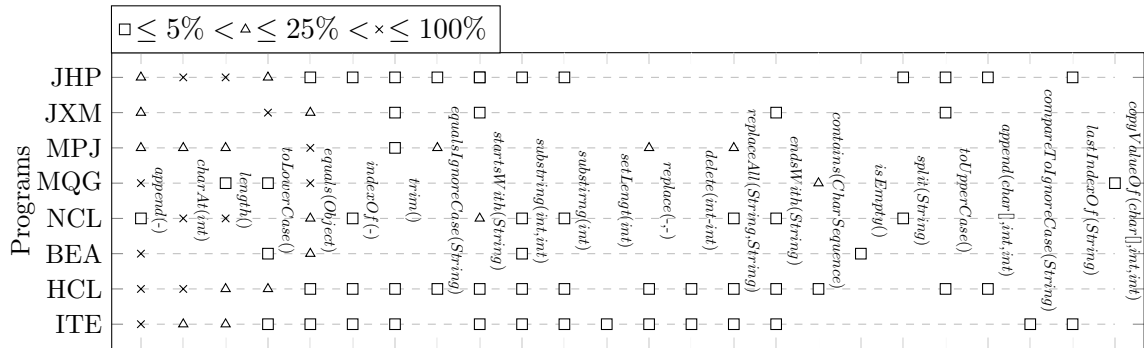 □ ≤ 5% < △ ≤ 25% < × ≤ 100%
Programs
JHP
JXM
MPJ
MQG
NCL
BEA
HCL
ITE
append(-)
charAt(int)
length()
toLowerCase()
equals(Object)
indexOf(-)
trim()
equalsIgnoreCase(String)
startsWith(String)
substring(int,int)
substirng(int)
setLengt(int)
replace(-,-)
delete(int-int)
replaceAll(String,String)
endsWith(String)
contains(CharSequence)
isEmpty()
split(String)
toUpperCase()
append(char[],int,int)
compareToIgnoreCase(String)
lastIndexOf(String)
copyValueOf(char[],int,int)